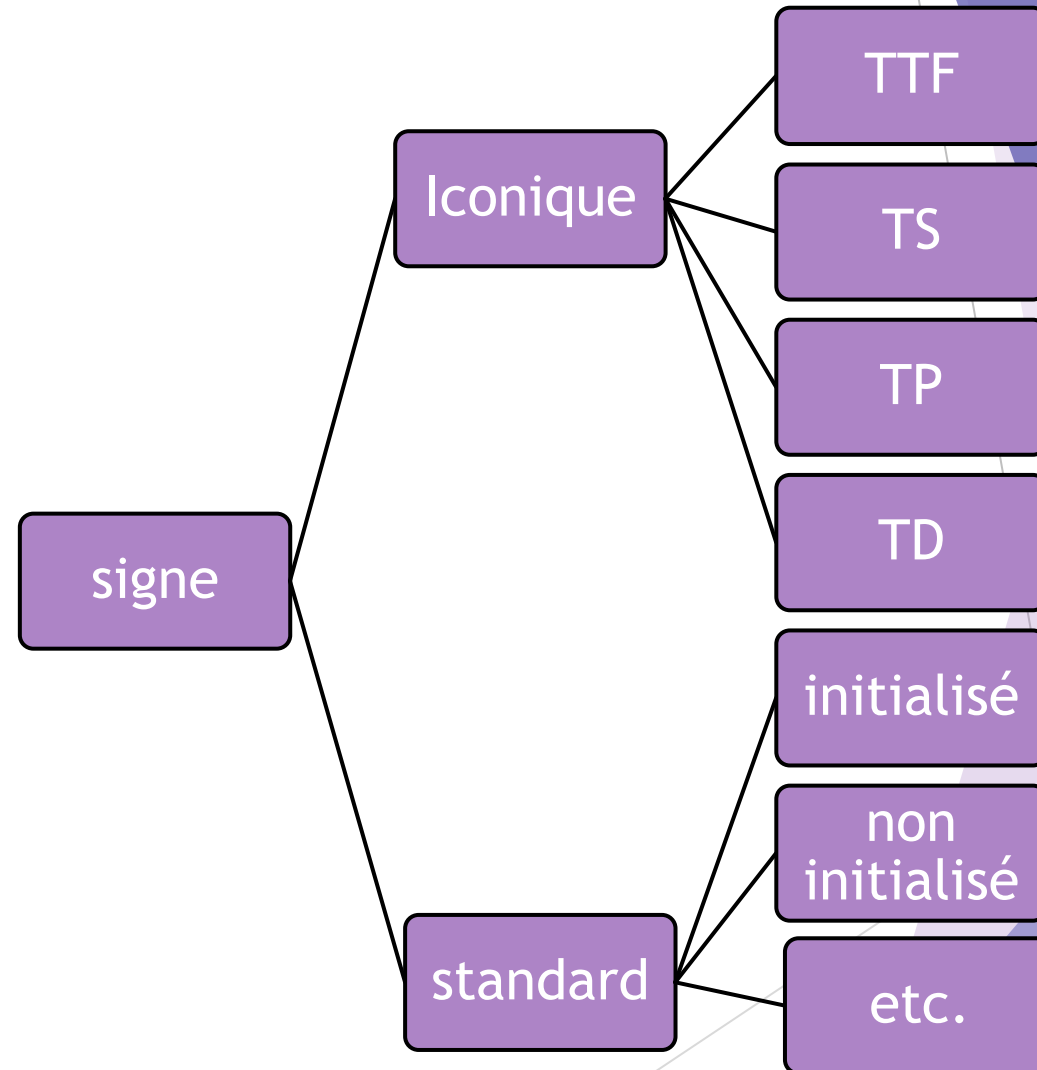 signe
Iconique
TTF
TS
TP
TD
standard
initialisé
non
initialisé
etc.